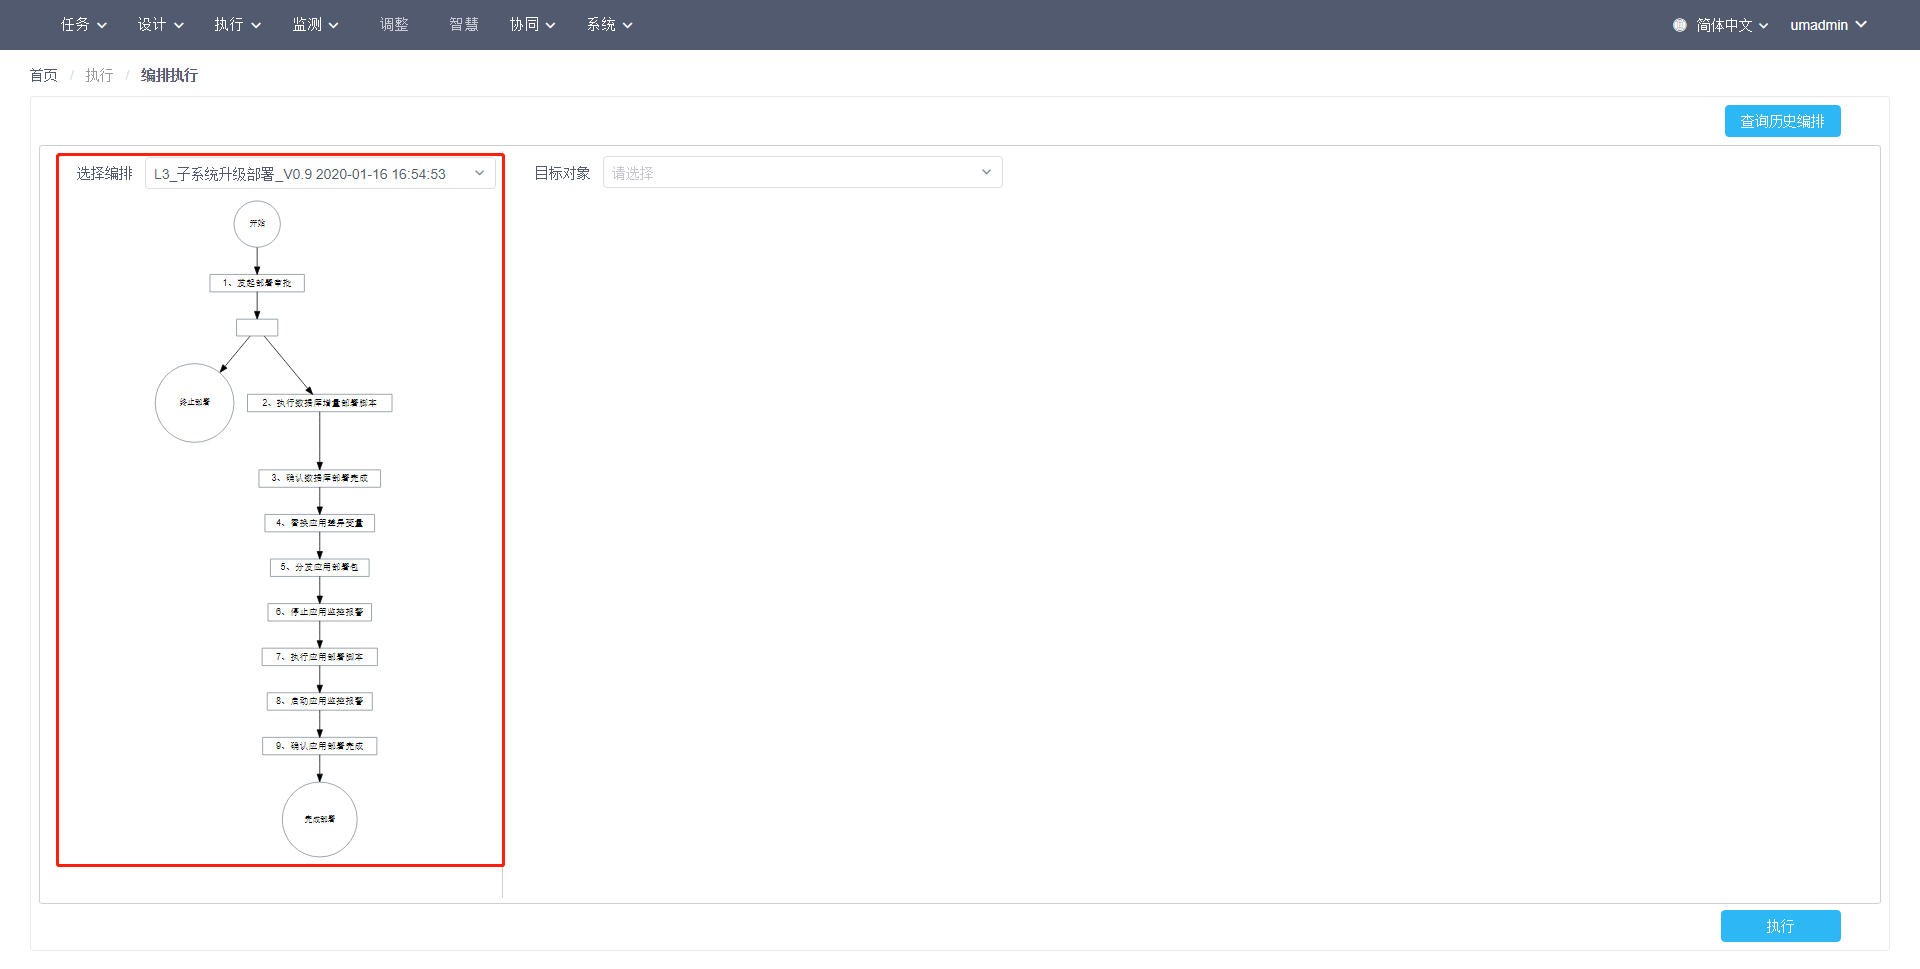 任务 设计 执行 监测 调整 智慧 协同 系统 简体中文 umadmin
首页 / 执行 / 编排执行
查询历史编排
选择编排 L3_子系统升级部署_V0.9 2020-01-16 16:54:53 目标对象 请选择
开始
1、发起部署审批
终止部署
2、执行数据库增量部署脚本
3、确认数据库部署完成
4、替换应用差异变量
5、分发应用部署包
6、停止应用监控报警
7、执行应用部署脚本
8、启动应用监控报警
9、确认应用部署完成
完成部署
执行